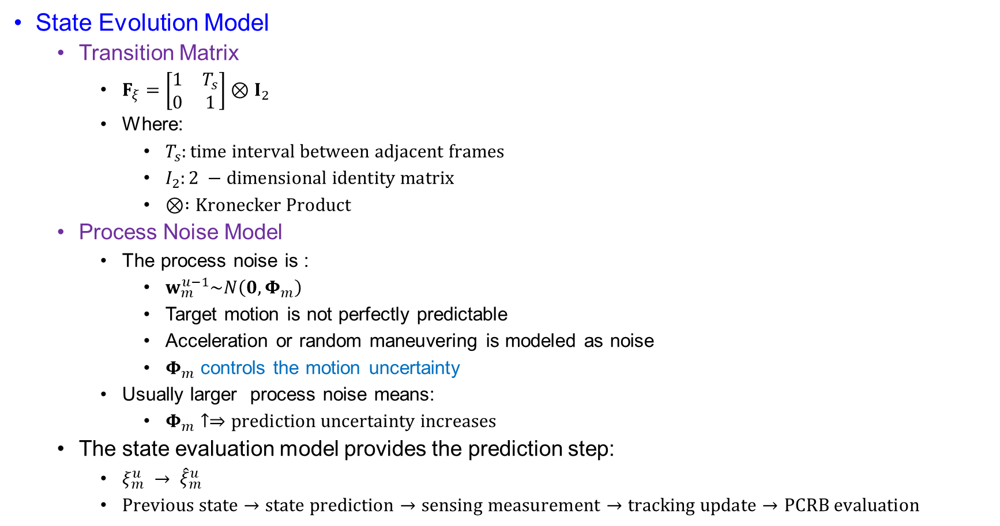 • State Evolution Model
• Transition Matrix
• 𝐅_ξ = [1 T_s; 0 1] ⊗ 𝐈_2
• Where:
• T_s: time interval between adjacent frames
• I_2: 2 − dimensional identity matrix
• ⊗: Kronecker Product
• Process Noise Model
• The process noise is :
• 𝐰_m^{u−1}~N(𝟎, 𝚽_m)
• Target motion is not perfectly predictable
• Acceleration or random maneuvering is modeled as noise
• 𝚽_m controls the motion uncertainty
• Usually larger process noise means:
• 𝚽_m ↑⇒ prediction uncertainty increases
• The state evaluation model provides the prediction step:
• ξ_m^u → ξ̂_m^u
• Previous state → state prediction → sensing measurement → tracking update → PCRB evaluation